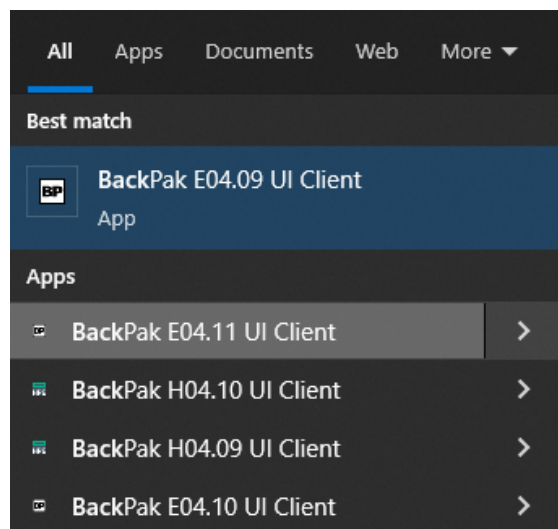 All Apps Documents Web More
Best match
BP
BackPak E04.09 UI Client
App
Apps
BackPak E04.11 UI Client
BackPak H04.10 UI Client
BackPak H04.09 UI Client
BackPak E04.10 UI Client